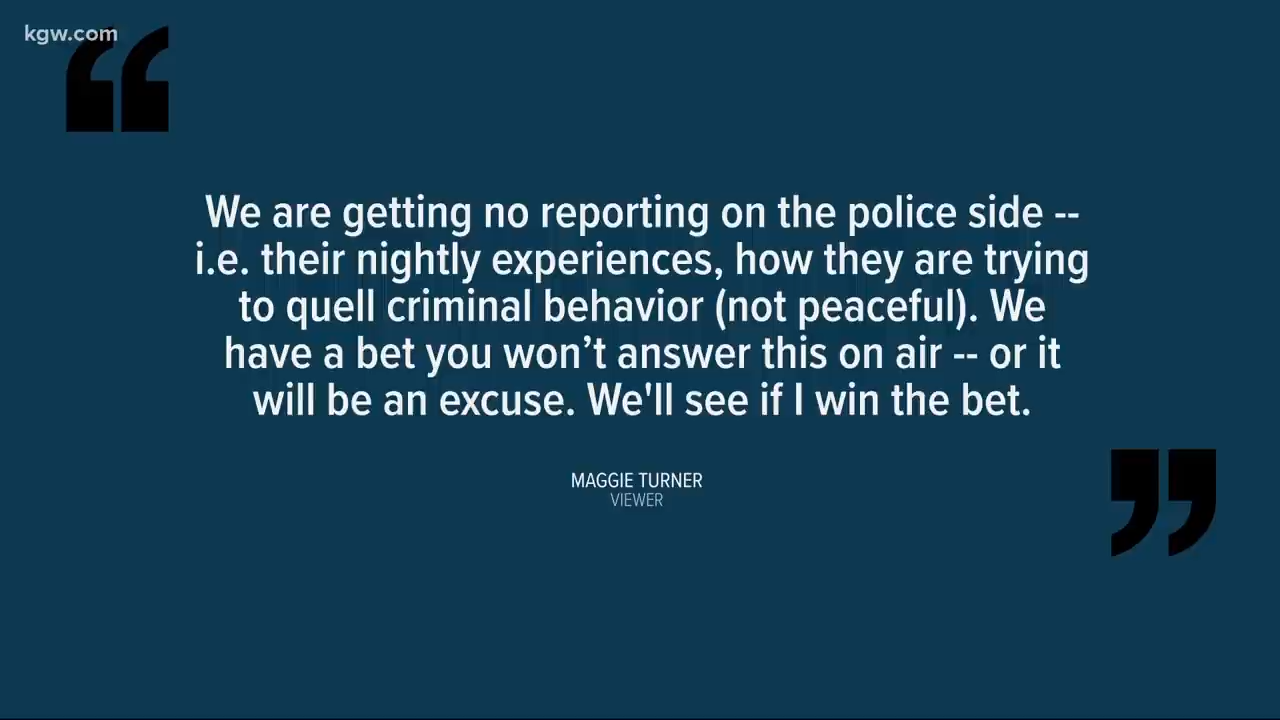 kgw.com
“
We are getting no reporting on the police side --
i.e. their nightly experiences, how they are trying
to quell criminal behavior (not peaceful). We
have a bet you won’t answer this on air -- or it
will be an excuse. We'll see if I win the bet.
MAGGIE TURNER
VIEWER
”